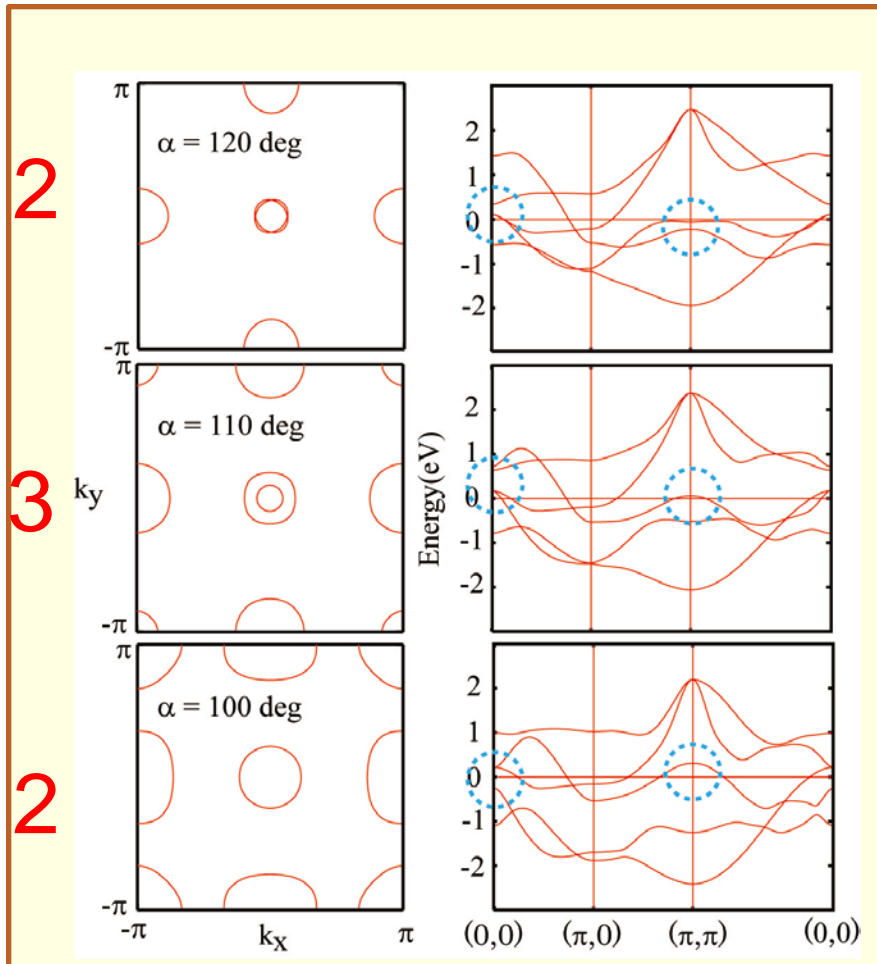 2
π
-π
α = 120 deg
2
1
0
-1
-2
3
π
ky
-π
α = 110 deg
Energy(eV)
2
1
0
-1
-2
2
π
-π
α = 100 deg
2
1
0
-1
-2
-π
kx
π
(0,0)
(π,0)
(π,π)
(0,0)